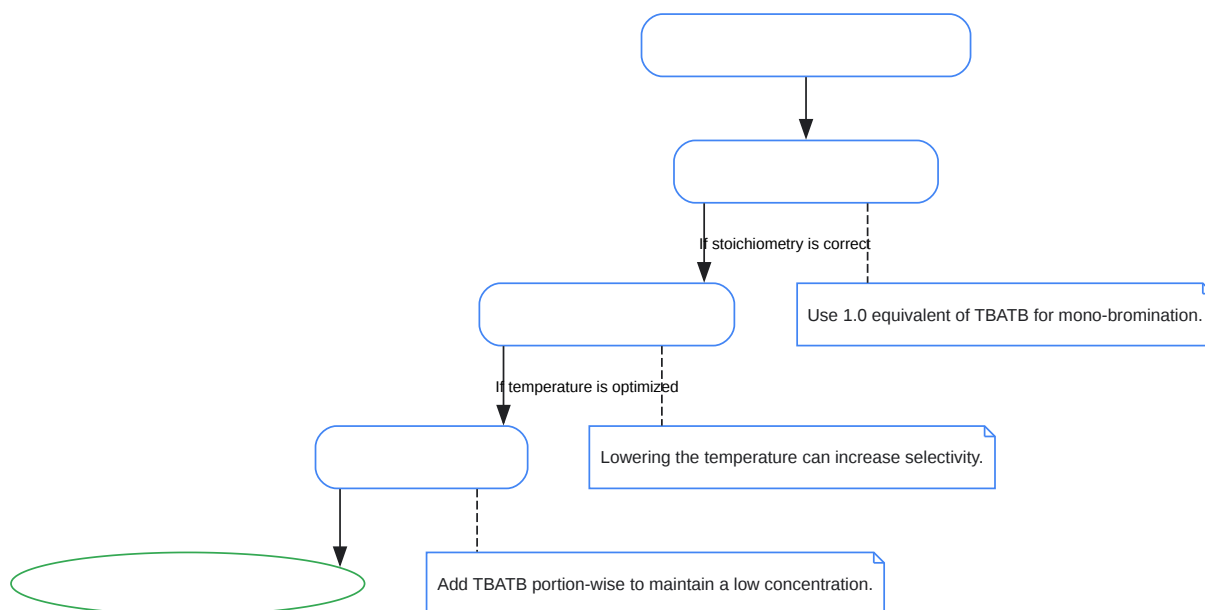 If stoichiometry is correct
Use 1.0 equivalent of TBATB for mono-bromination.
If temperature is optimized
Lowering the temperature can increase selectivity.
Add TBATB portion-wise to maintain a low concentration.